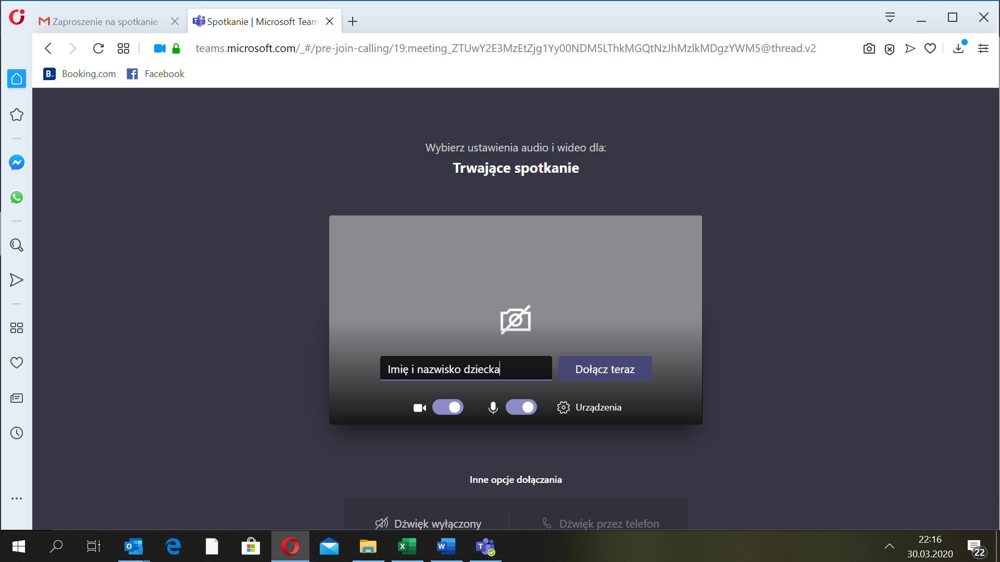 Zaproszenie na spotkanie -
Spotkanie | Microsoft Team
teams.microsoft.com/_#/pre-join-calling/19:meeting_ZTUwY2E3MzEtZjg1Yy00NDM5LThkMGQtNzJhMzlkMDgzYWM5@thread.v2
B. Booking.com
Facebook
Wybierz ustawienia audio i wideo dla:
Trwające spotkanie
Imię i nazwisko dziecka
Dołącz teraz
Urządzenia
Inne opcje dołączania
Dźwięk wyłączony
Dźwięk przez telefon
22:16
30.03.2020
22